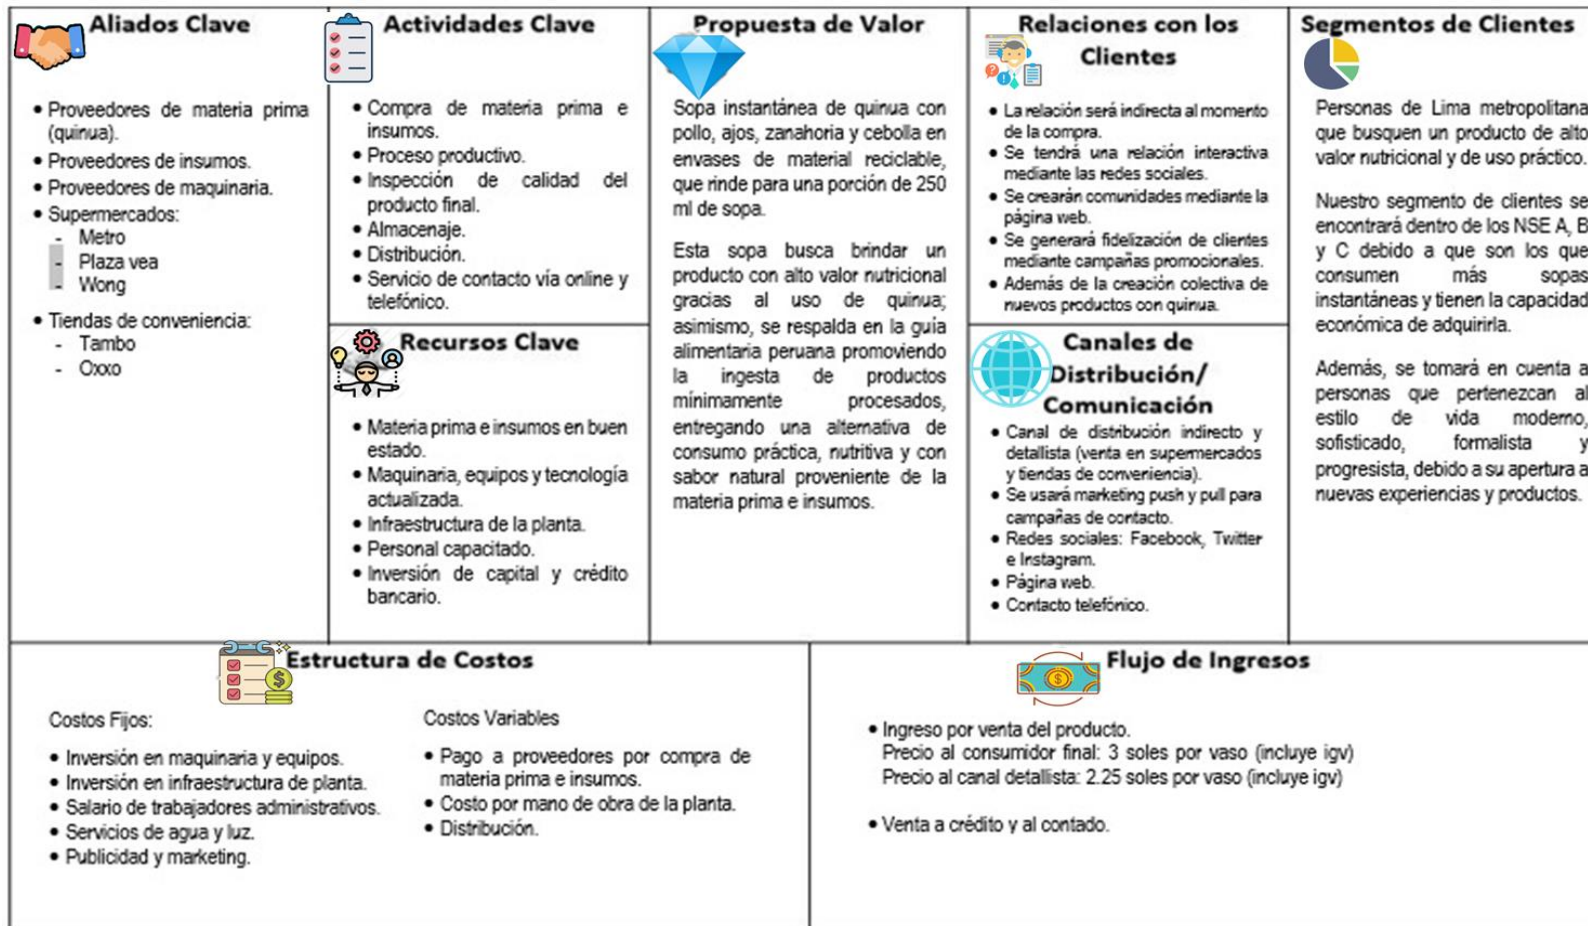 Aliados Clave
• Proveedores de materia prima
(quinua).
• Proveedores de insumos.
• Proveedores de maquinaria.
• Supermercados:
- Metro
- Plaza vea
- Wong
• Tiendas de conveniencia:
- Tambo
- Oxxo
Actividades Clave
• Compra de materia prima e
insumos.
• Proceso productivo.
• Inspección de calidad del
producto final.
• Almacenaje.
• Distribución.
• Servicio de contacto vía online y
telefónico.
Recursos Clave
• Materia prima e insumos en buen
estado.
• Maquinaria, equipos y tecnología
actualizada.
• Infraestructura de la planta.
• Personal capacitado.
• Inversión de capital y crédito
bancario.
Propuesta de Valor
Sopa instantánea de quinua con
pollo, ajos, zanahoria y cebolla en
envases de material reciclable,
que rinde para una porción de 250
ml de sopa.
Esta sopa busca brindar un
producto con alto valor nutricional
gracias al uso de quinua;
asimismo, se respalda en la guía
alimentaria peruana promoviendo
la ingesta de productos
mínimamente procesados,
entregando una alternativa de
consumo práctica, nutritiva y con
sabor natural proveniente de la
materia prima e insumos.
Relaciones con los
Clientes
• La relación será indirecta al momento
de la compra.
• Se tendrá una relación interactiva
mediante las redes sociales.
• Se crearán comunidades mediante la
página web.
• Se generará fidelización de clientes
mediante campañas promocionales.
• Además de la creación colectiva de
nuevos productos con quinua.
Canales de
Distribución/
Comunicación
• Canal de distribución indirecto y
detallista (venta en supermercados
y tiendas de conveniencia).
• Se usará marketing push y pull para
campañas de contacto.
• Redes sociales: Facebook, Twitter
e Instagram.
• Página web.
• Contacto telefónico.
Segmentos de Clientes
Personas de Lima metropolitana
que busquen un producto de alto
valor nutricional y de uso práctico.
Nuestro segmento de clientes se
encontrará dentro de los NSE A, B
y C debido a que son los que
consumen más sopas
instantáneas y tienen la capacidad
económica de adquirirla.
Además, se tomará en cuenta a
personas que pertenezcan al
estilo de vida moderno,
sofisticado, formalista y
progresista, debido a su apertura a
nuevas experiencias y productos.
Estructura de Costos
Costos Fijos:
• Inversión en maquinaria y equipos.
• Inversión en infraestructura de planta.
• Salario de trabajadores administrativos.
• Servicios de agua y luz.
• Publicidad y marketing.
Costos Variables
• Pago a proveedores por compra de
materia prima e insumos.
• Costo por mano de obra de la planta.
• Distribución.
Flujo de Ingresos
• Ingreso por venta del producto.
Precio al consumidor final: 3 soles por vaso (incluye igv)
Precio al canal detallista: 2.25 soles por vaso (incluye igv)
• Venta a crédito y al contado.